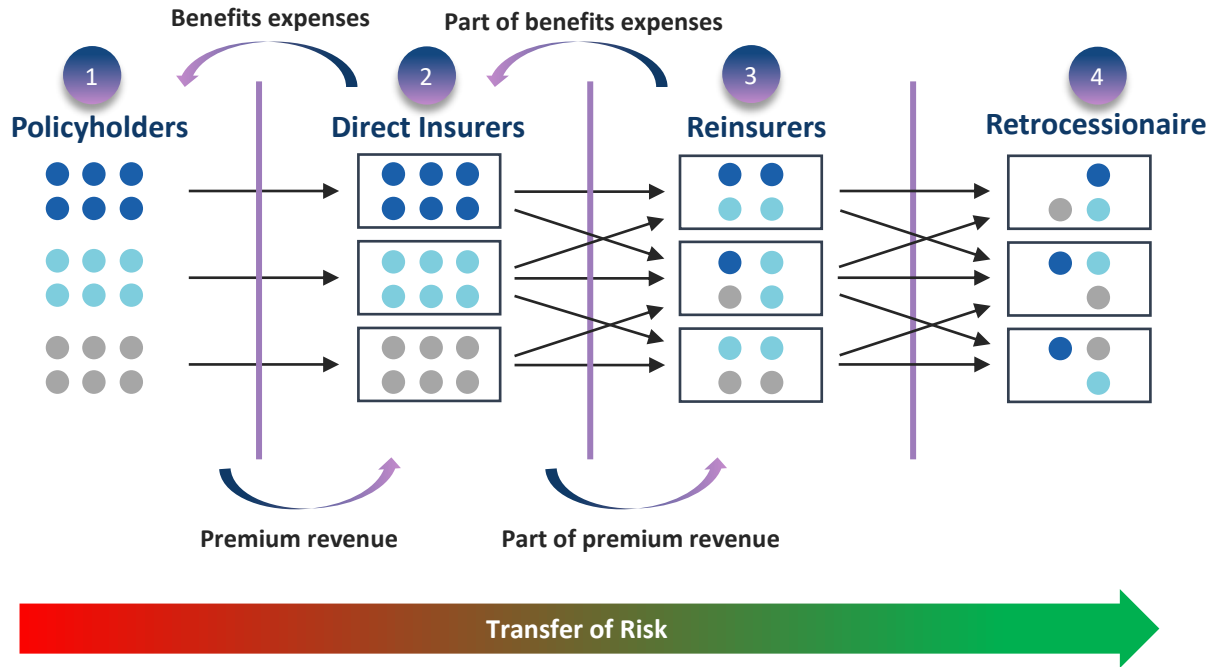 Benefits expenses
Part of benefits expenses
1
2
3
4
Policyholders
Direct Insurers
Reinsurers
Retrocessionaire
Premium revenue
Part of premium revenue
Transfer of Risk